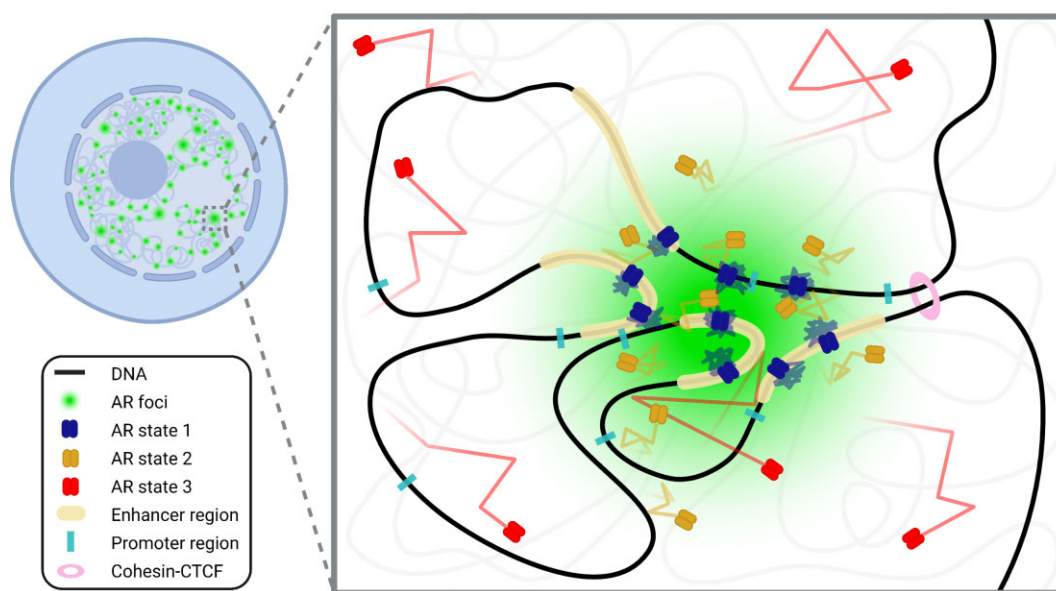 DNA
AR foci
AR state 1
AR state 2
AR state 3
Enhancer region
Promoter region
Cohesin-CTCF